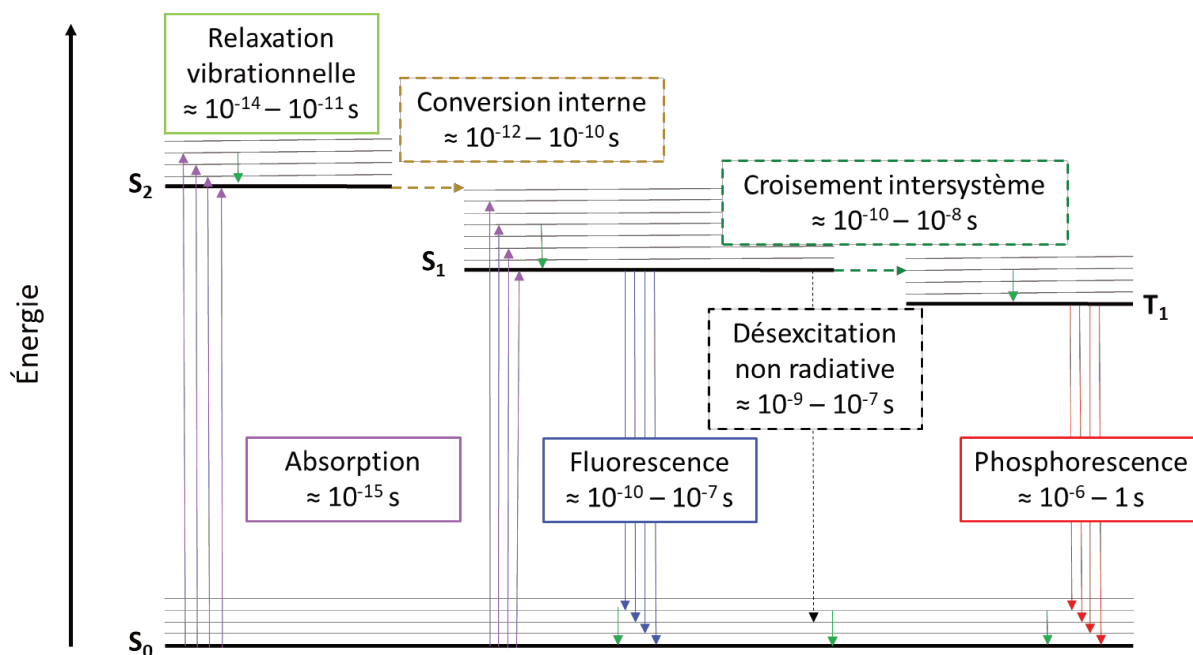 Énergie
Relaxation
vibrationnelle
≈ 10⁻¹⁴ – 10⁻¹¹ s
Conversion interne
≈ 10⁻¹² – 10⁻¹⁰ s
S₂
Croisement intersystème
≈ 10⁻¹⁰ – 10⁻⁸ s
S₁
T₁
Désexcitation
non radiative
≈ 10⁻⁹ – 10⁻⁷ s
Absorption
≈ 10⁻¹⁵ s
Fluorescence
≈ 10⁻¹⁰ – 10⁻⁷ s
Phosphorescence
≈ 10⁻⁶ – 1 s
S₀